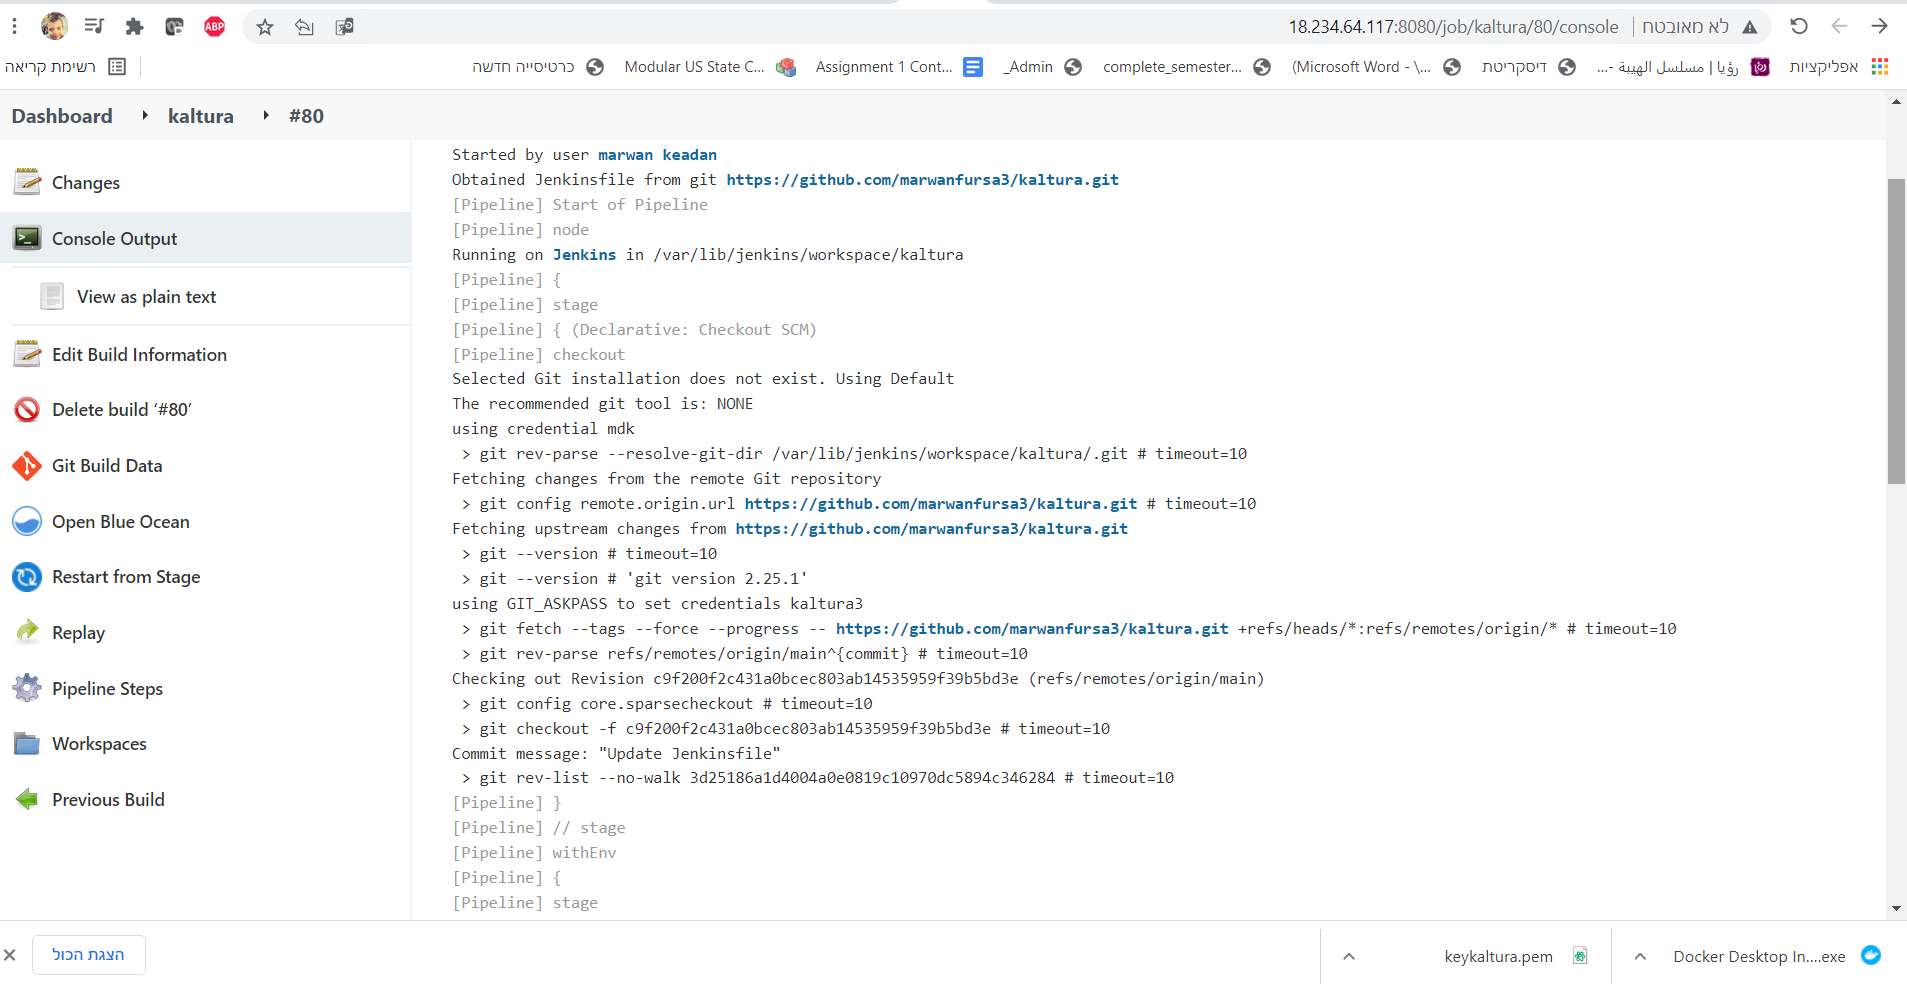 18.234.64.117:8080/job/kaltura/80/console
לא מאובטח
ABP
אפליקציות
رؤيا | مسلسل الهيبة -...
דיסקריטת
(Microsoft Word - \...
complete_semester...
_Admin
Assignment 1 Cont...
Modular US State C...
כרטיסייה חדשה
רשימת קריאה
Dashboard
kaltura
#80
Changes
Console Output
View as plain text
Edit Build Information
Delete build ‘#80’
Git Build Data
Open Blue Ocean
Restart from Stage
Replay
Pipeline Steps
Workspaces
Previous Build
Started by user marwan keadan
Obtained Jenkinsfile from git https://github.com/marwanfursa3/kaltura.git
[Pipeline] Start of Pipeline
[Pipeline] node
Running on Jenkins in /var/lib/jenkins/workspace/kaltura
[Pipeline] {
[Pipeline] stage
[Pipeline] { (Declarative: Checkout SCM)
[Pipeline] checkout
Selected Git installation does not exist. Using Default
The recommended git tool is: NONE
using credential mdk
> git rev-parse --resolve-git-dir /var/lib/jenkins/workspace/kaltura/.git # timeout=10
Fetching changes from the remote Git repository
> git config remote.origin.url https://github.com/marwanfursa3/kaltura.git # timeout=10
Fetching upstream changes from https://github.com/marwanfursa3/kaltura.git
> git --version # timeout=10
> git --version # 'git version 2.25.1'
using GIT_ASKPASS to set credentials kaltura3
> git fetch --tags --force --progress -- https://github.com/marwanfursa3/kaltura.git +refs/heads/*:refs/remotes/origin/* # timeout=10
> git rev-parse refs/remotes/origin/main^{commit} # timeout=10
Checking out Revision c9f200f2c431a0bcec803ab14535959f39b5bd3e (refs/remotes/origin/main)
> git config core.sparsecheckout # timeout=10
> git checkout -f c9f200f2c431a0bcec803ab14535959f39b5bd3e # timeout=10
Commit message: "Update Jenkinsfile"
> git rev-list --no-walk 3d25186a1d4004a0e0819c10970dc5894c346284 # timeout=10
[Pipeline] }
[Pipeline] // stage
[Pipeline] withEnv
[Pipeline] {
[Pipeline] stage
הצגת הכול
keykaltura.pem
Docker Desktop In....exe